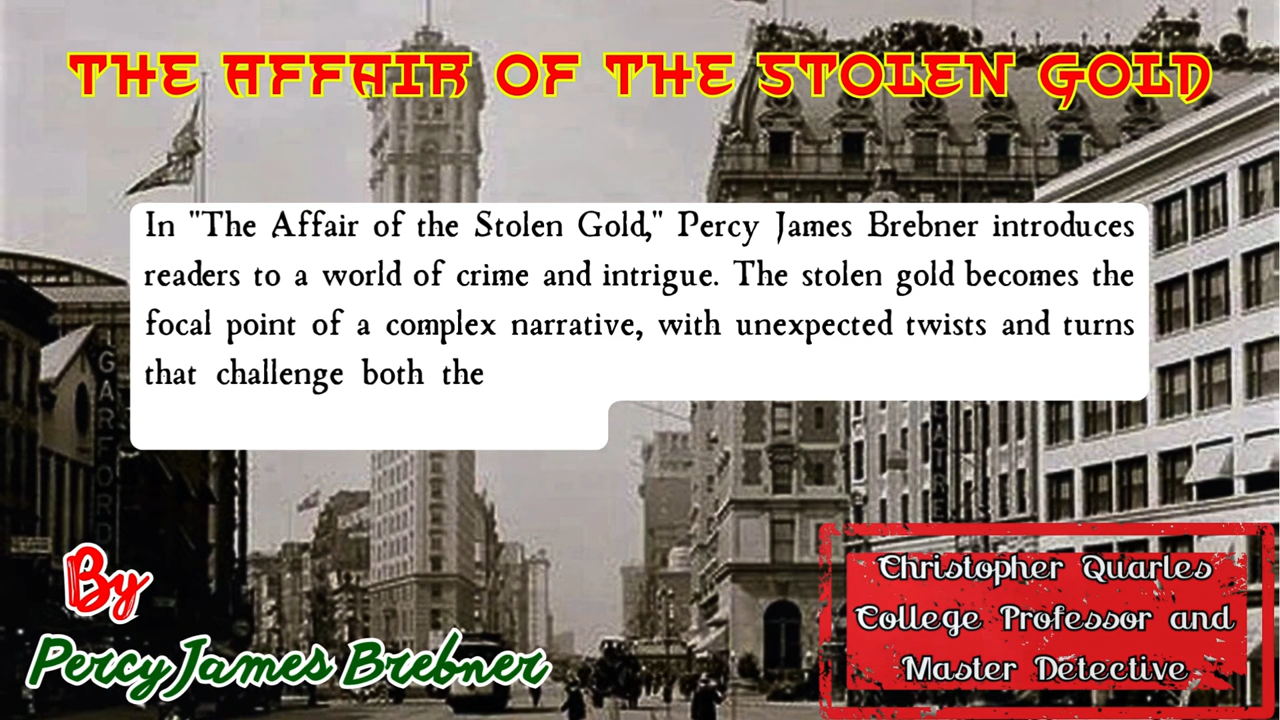 THE AFFAIR OF THE STOLEN GOLD
In "The Affair of the Stolen Gold," Percy James Brebner introduces
readers to a world of crime and intrigue. The stolen gold becomes the
focal point of a complex narrative, with unexpected twists and turns
that challenge both the
GARFORD
By
Percy James Brebner
Christopher Quarles
College Professor and
Master Detective